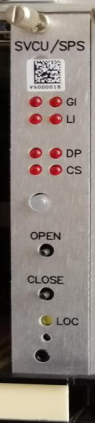 SVCU/SPS
VS000018
GI
LI
DP
CS
OPEN
CLOSE
LOC